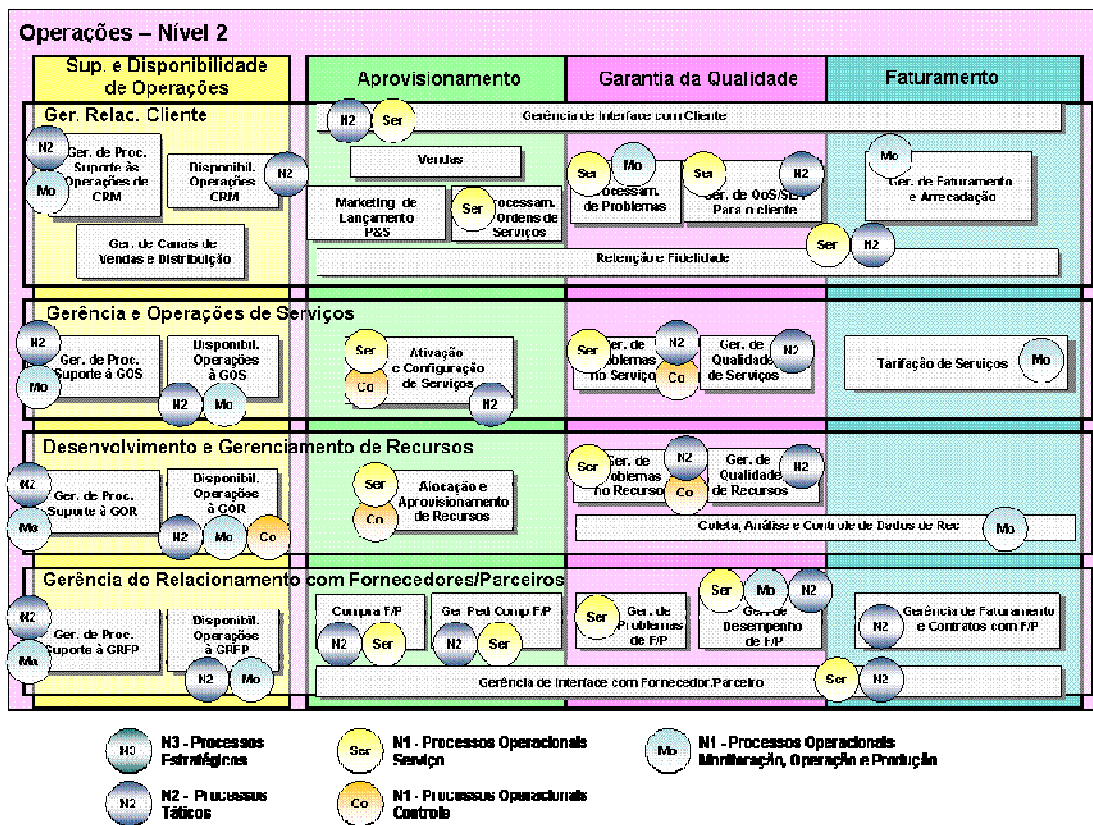 Operações – Nível 2
Sup. e Disponibilidade
de Operações
Aprovisionamento
Garantia da Qualidade
Faturamento
Ger. Relac. Cliente
N2
Ser
Gerência de Interface com Cliente
N2
Mo
Ger. de Proc.
Suporte às
Operações de
CRM
Disponibil.
Operações
CRM
N2
Vendas
Marketing de
Lançamento
P&S
Ser
ocessam.
Ordens de
Serviços
Ser
Mo
ocessam.
de Problemas
Ser
N2
Ger. de QoS/SLA
Para o cliente
Mo
Ger. de Faturamento
e Arrecadação
Ger. de Canais de
Vendas e Distribuição
Ser
N2
Retenção e Fidelidade
Gerência e Operações de Serviços
N2
Mo
Ger. de Proc.
Suporte à GOS
Disponibil.
Operações
à GOS
N2
Mo
Ser
Co
Ativação
e Configuração
de Serviços
N2
Ser
Ger. de
oblemas
no Serviço
N2
Co
Ger. de
Qualidade
de Serviços
N2
Tarifação de Serviços
Mo
Desenvolvimento e Gerenciamento de Recursos
N2
Mo
Ger. de Proc.
Suporte à GOR
Disponibil.
Operações
à GOR
N2
Mo
Co
Ser
Co
Alocação e
Aprovisionamento
de Recursos
Ser
Ger. de
oblemas
no Recurso
N2
Co
Ger. de
Qualidade
de Recursos
N2
Coleta, Análise e Controle de Dados de Rec
Mo
Gerência do Relacionamento com Fornecedores/Parceiros
N2
Mo
Ger. de Proc.
Suporte à GRFP
Disponibil.
Operações
à GRFP
N2
Mo
Compra F/P
N2
Ser
Ger Ped Comp F/P
N2
Ser
Ser
Ger. de
Problemas
de F/P
Ser
Mo
N2
Ger. de
Desempenho
de F/P
N2
Gerência de Faturamento
e Contratos com F/P
Gerência de Interface com Fornecedor/Parceiro
Ser
N2
N3
N3 - Processos
Estratégicos
Ser
N1 - Processos Operacionais
Serviço
Mo
N1 - Processos Operacionais
Monitoração, Operação e Produção
N2
N2 - Processos
Táticos
Co
N1 - Processos Operacionais
Controle